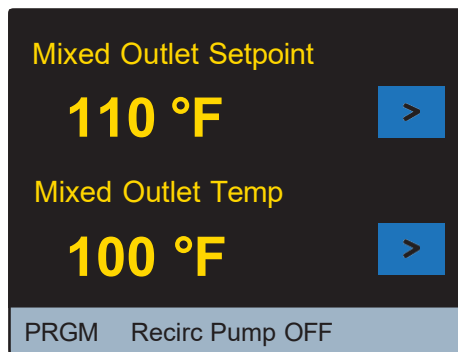 Mixed Outlet Setpoint
110 °F >
Mixed Outlet Temp
100 °F >
PRGM Recirc Pump OFF